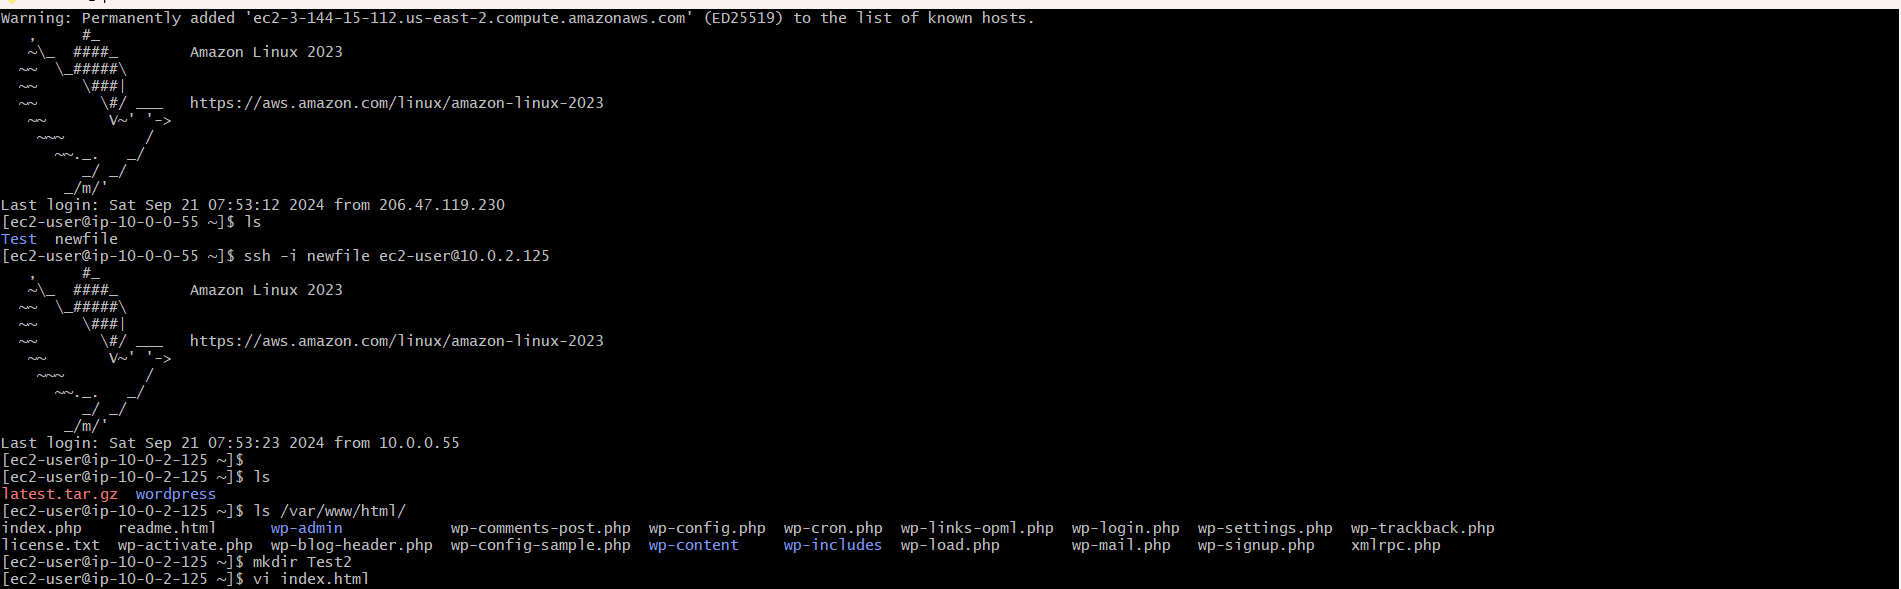 Warning: Permanently added 'ec2-3-144-15-112.us-east-2.compute.amazonaws.com' (ED25519) to the list of known hosts.
   ,     #_
   ~\_  ####_        Amazon Linux 2023
  ~~  \_#####\
  ~~     \###|
  ~~       \#/ ___   https://aws.amazon.com/linux/amazon-linux-2023
   ~~       V~' '->
    ~~~         /
      ~~._.   _/
         _/ _/
       _/m/'
Last login: Sat Sep 21 07:53:12 2024 from 206.47.119.230
[ec2-user@ip-10-0-0-55 ~]$ ls
Test  newfile
[ec2-user@ip-10-0-0-55 ~]$ ssh -i newfile ec2-user@10.0.2.125
   ,     #_
   ~\_  ####_        Amazon Linux 2023
  ~~  \_#####\
  ~~     \###|
  ~~       \#/ ___   https://aws.amazon.com/linux/amazon-linux-2023
   ~~       V~' '->
    ~~~         /
      ~~._.   _/
         _/ _/
       _/m/'
Last login: Sat Sep 21 07:53:23 2024 from 10.0.0.55
[ec2-user@ip-10-0-2-125 ~]$
[ec2-user@ip-10-0-2-125 ~]$ ls
latest.tar.gz  wordpress
[ec2-user@ip-10-0-2-125 ~]$ ls /var/www/html/
index.php    readme.html      wp-admin            wp-comments-post.php  wp-config.php  wp-cron.php  wp-links-opml.php  wp-login.php  wp-settings.php  wp-trackback.php
license.txt  wp-activate.php  wp-blog-header.php  wp-config-sample.php  wp-content     wp-includes  wp-load.php        wp-mail.php   wp-signup.php    xmlrpc.php
[ec2-user@ip-10-0-2-125 ~]$ mkdir Test2
[ec2-user@ip-10-0-2-125 ~]$ vi index.html